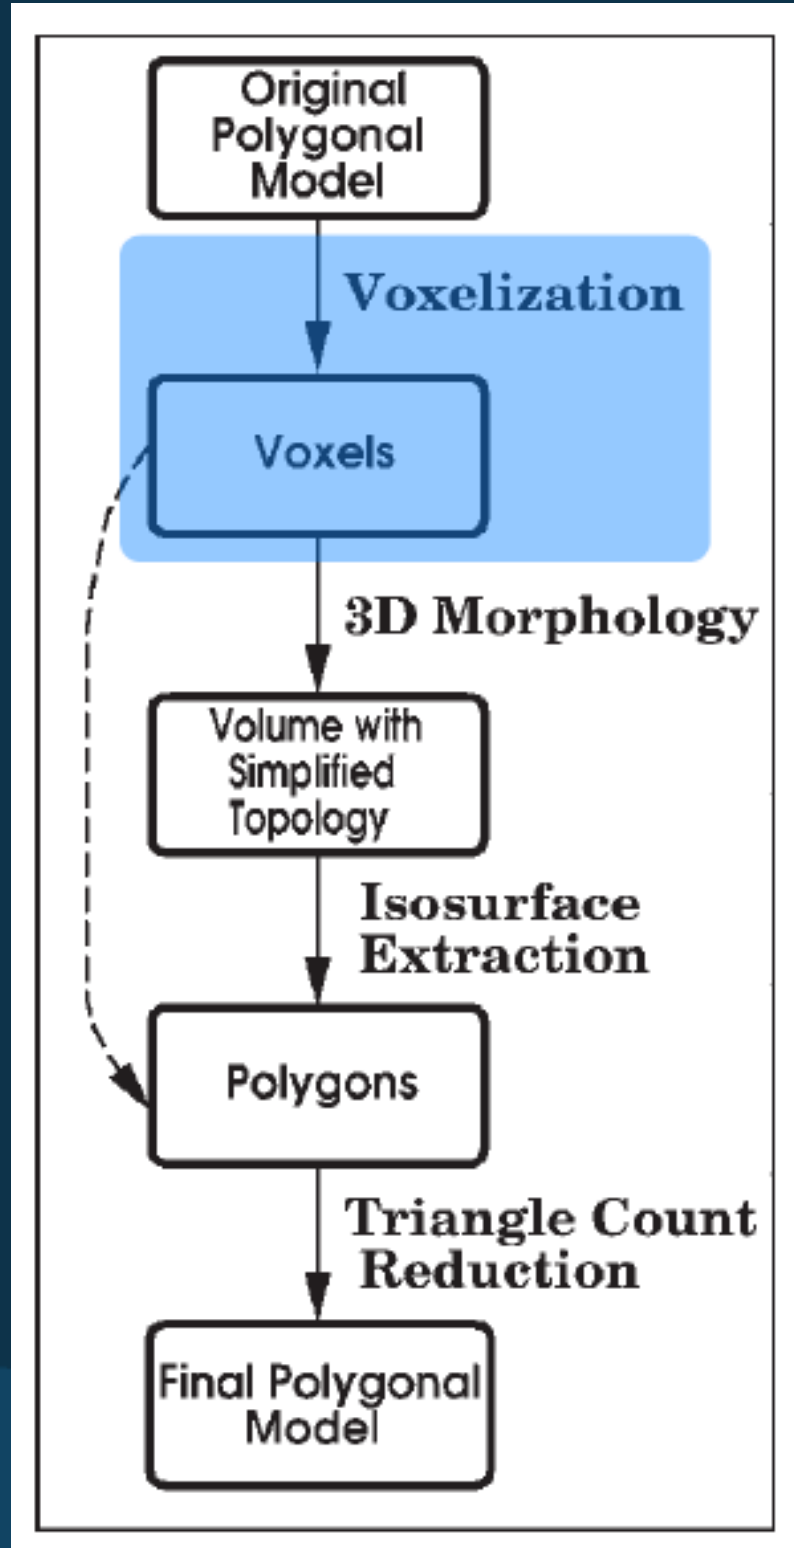 Original
Polygonal
Model
Voxelization
Voxels
3D Morphology
Volume with
Simplified
Topology
Isosurface
Extraction
Polygons
Triangle Count
Reduction
Final Polygonal
Model